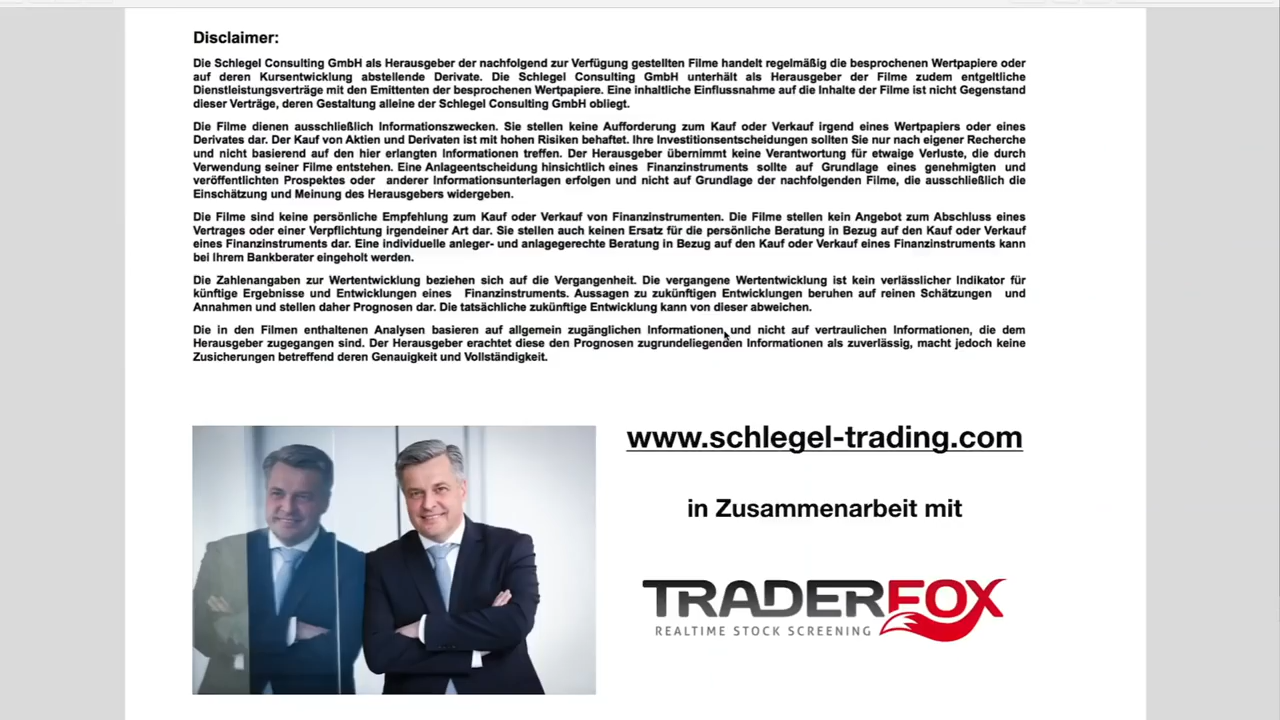 Disclaimer:
Die Schlegel Consulting GmbH als Herausgeber der nachfolgend zur Verfügung gestellten Filme handelt regelmäßig die besprochenen Wertpapiere oder
auf deren Kursentwicklung abstellende Derivate. Die Schlegel Consulting GmbH unterhält als Herausgeber der Filme zudem entgeltliche
Dienstleistungsverträge mit den Emittenten der besprochenen Wertpapiere. Eine inhaltliche Einflussnahme auf die Inhalte der Filme ist nicht Gegenstand
dieser Verträge, deren Gestaltung alleine der Schlegel Consulting GmbH obliegt.
Die Filme dienen ausschließlich Informationszwecken. Sie stellen keine Aufforderung zum Kauf oder Verkauf irgend eines Wertpapiers oder eines
Derivates dar. Der Kauf von Aktien und Derivaten ist mit hohen Risiken behaftet. Ihre Investitionsentscheidungen sollten Sie nur nach eigener Recherche
und nicht basierend auf den hier erlangten Informationen treffen. Der Herausgeber übernimmt keine Verantwortung für etwaige Verluste, die durch
Verwendung seiner Filme entstehen. Eine Anlageentscheidung hinsichtlich eines Finanzinstruments sollte auf Grundlage eines genehmigten und
veröffentlichten Prospektes oder anderer Informationsunterlagen erfolgen und nicht auf Grundlage der nachfolgenden Filme, die ausschließlich die
Einschätzung und Meinung des Herausgebers widergeben.
Die Filme sind keine persönliche Empfehlung zum Kauf oder Verkauf von Finanzinstrumenten. Die Filme stellen kein Angebot zum Abschluss eines
Vertrages oder einer Verpflichtung irgendeiner Art dar. Sie stellen auch keinen Ersatz für die persönliche Beratung in Bezug auf den Kauf oder Verkauf
eines Finanzinstruments dar. Eine individuelle anleger- und anlagegerechte Beratung in Bezug auf den Kauf oder Verkauf eines Finanzinstruments kann
bei Ihrem Bankberater eingeholt werden.
Die Zahlenangaben zur Wertentwicklung beziehen sich auf die Vergangenheit. Die vergangene Wertentwicklung ist kein verlässlicher Indikator für
künftige Ergebnisse und Entwicklungen eines Finanzinstruments. Aussagen zu zukünftigen Entwicklungen beruhen auf reinen Schätzungen und
Annahmen und stellen daher Prognosen dar. Die tatsächliche zukünftige Entwicklung kann von dieser abweichen.
Die in den Filmen enthaltenen Analysen basieren auf allgemein zugänglichen Informationen und nicht auf vertraulichen Informationen, die dem
Herausgeber zugegangen sind. Der Herausgeber erachtet diese den Prognosen zugrundeliegenden Informationen als zuverlässig, macht jedoch keine
Zusicherungen betreffend deren Genauigkeit und Vollständigkeit.
www.schlegel-trading.com
in Zusammenarbeit mit
TRADERFOX
REALTIME STOCK SCREENING